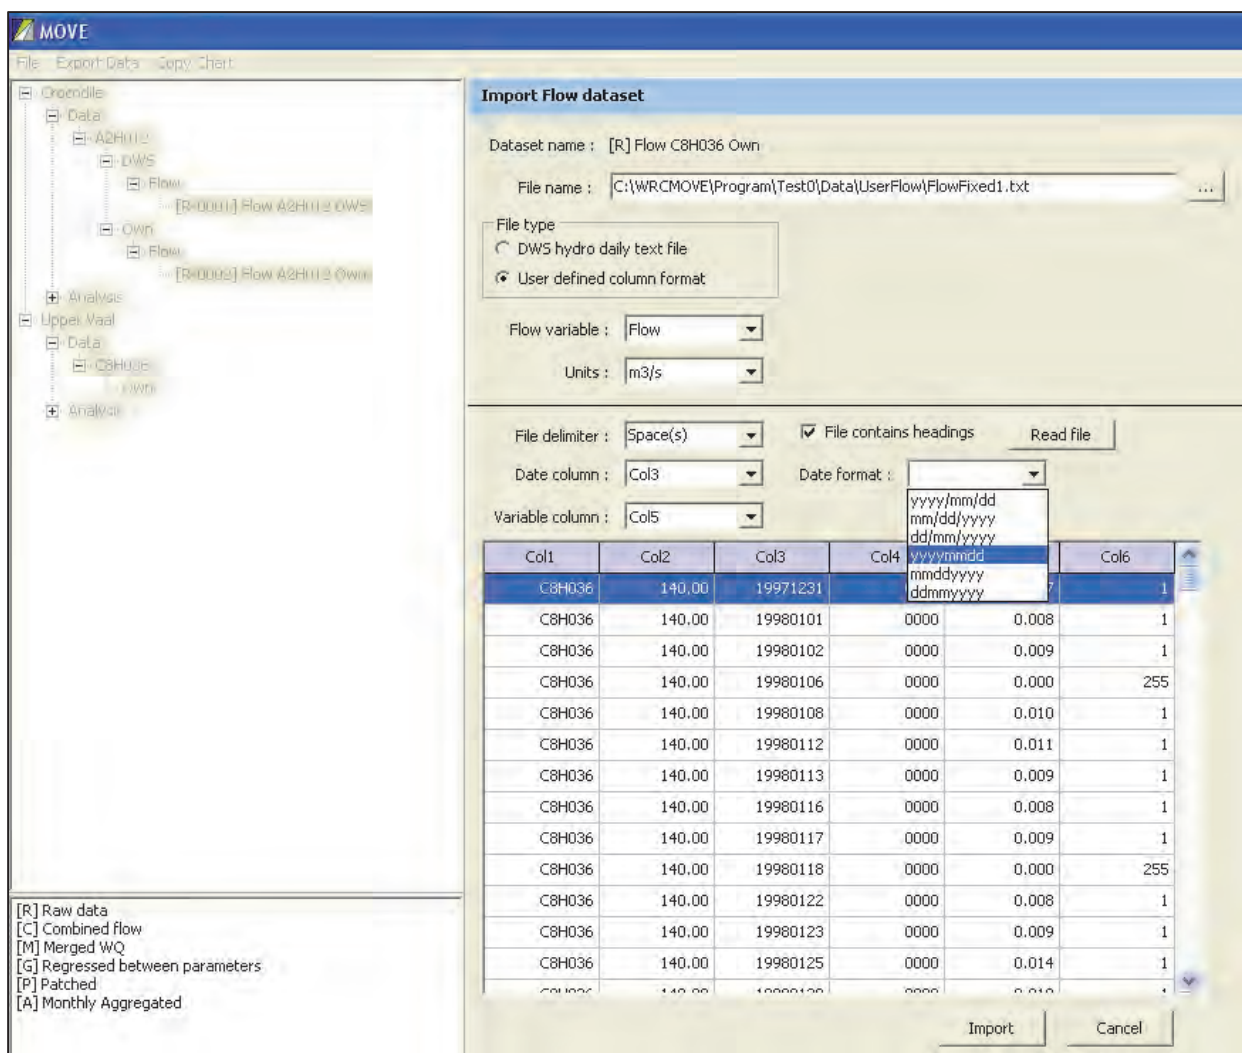 MOVE
File Export Data Copy Chart
Crocodile
Data
A2H012
DWS
Flow
[R-0001] Flow A2H012 DWS
Own
Flow
[R-0002] Flow A2H012 Own
Analysis
Upper Vaal
Data
C8H036
Own
Analysis
[R] Raw data
[C] Combined flow
[M] Merged WQ
[G] Regressed between parameters
[P] Patched
[A] Monthly Aggregated
Import Flow dataset
Dataset name : [R] Flow C8H036 Own
File name : C:\WRCMOVE\Program\Test0\Data\UserFlow\FlowFixed1.txt ...
File type
DWS hydro daily text file
User defined column format
Flow variable : Flow
Units : m3/s
File delimiter : Space(s) File contains headings Read file
Date column : Col3 Date format :
yyyy/mm/dd
mm/dd/yyyy
Variable column : Col5
dd/mm/yyyy
yyyymmdd
mmddyyyy
ddmmyyyy
Col1 Col2 Col3 Col4 Col6
C8H036 140.00 19971231 7 1
C8H036 140.00 19980101 0000 0.008 1
C8H036 140.00 19980102 0000 0.009 1
C8H036 140.00 19980106 0000 0.000 255
C8H036 140.00 19980108 0000 0.010 1
C8H036 140.00 19980112 0000 0.011 1
C8H036 140.00 19980113 0000 0.009 1
C8H036 140.00 19980116 0000 0.008 1
C8H036 140.00 19980117 0000 0.009 1
C8H036 140.00 19980118 0000 0.000 255
C8H036 140.00 19980122 0000 0.008 1
C8H036 140.00 19980123 0000 0.009 1
C8H036 140.00 19980125 0000 0.014 1
Import Cancel